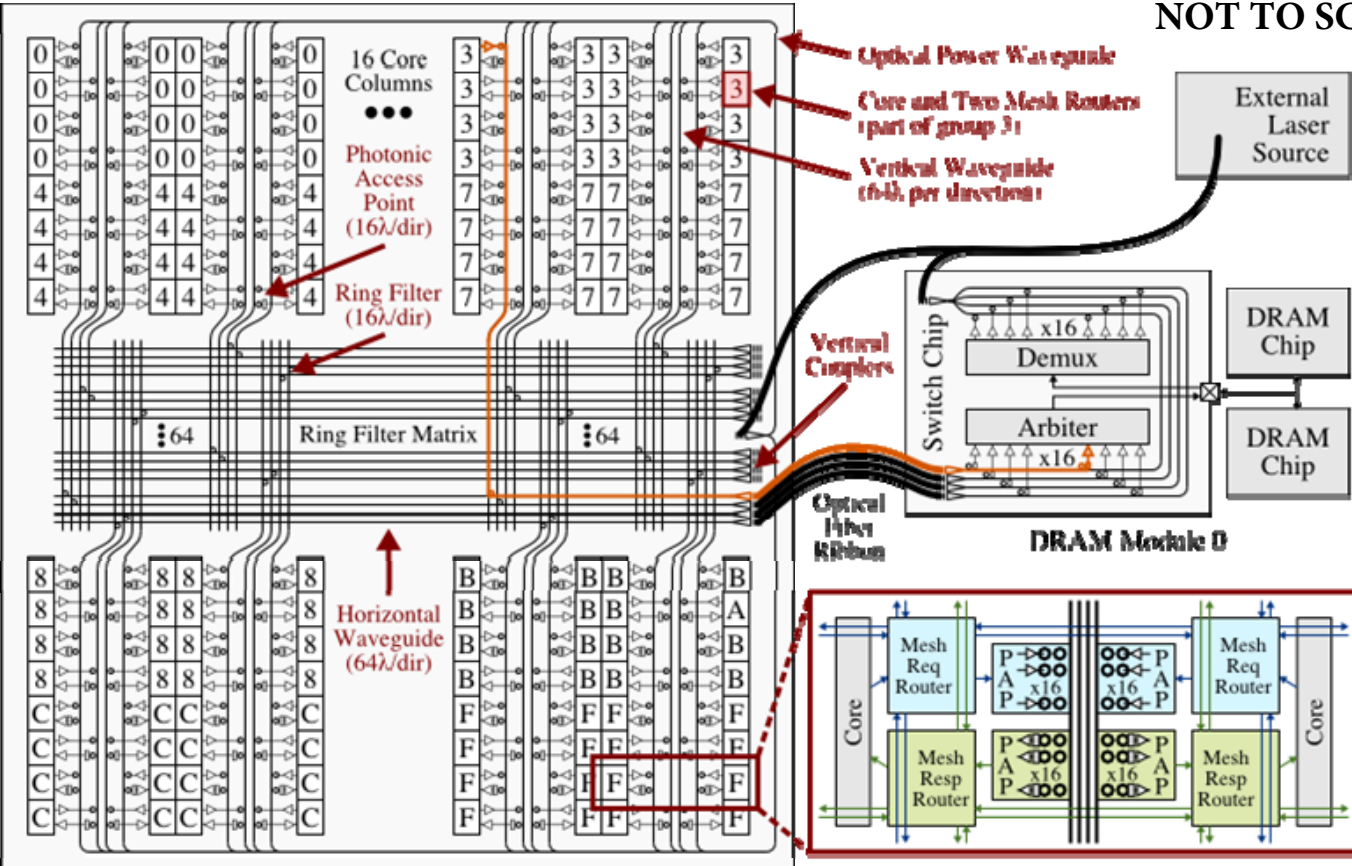 NOT TO SC
0 0 0 0 3 3 3 3
0 0 0 0 3 3 3 3
0 0 0 0 3 3 3 3
0 0 0 0 3 3 3 3
4 4 4 4 7 7 7 7
4 4 4 4 7 7 7 7
4 4 4 4 7 7 7 7
4 4 4 4 7 7 7 7
16 Core
Columns
Photonic
Access
Point
(16λ/dir)
Ring Filter
(16λ/dir)
Optical Power Waveguide
Core and Two Mesh Routers
(part of group 3)
Vertical Waveguide
(64λ per direction)
External
Laser
Source
Vertical
Couplers
64
Ring Filter Matrix
64
Switch Chip
x16
Demux
Arbiter
x16
DRAM
Chip
DRAM
Chip
Optical
Fiber
Ribbon
DRAM Module 0
8 8 8 8 B B B B
8 8 8 8 B B B A
8 8 8 8 B B B B
8 8 8 8 B B B B
C C C C F F F F
C C C C F F F F
C C C C F F F F
C C C C F F F F
Horizontal
Waveguide
(64λ/dir)
Core
Mesh
Req
Router
PAP
x16
x16
PAP
Mesh
Req
Router
Core
Mesh
Resp
Router
PAP
x16
x16
PAP
Mesh
Resp
Router